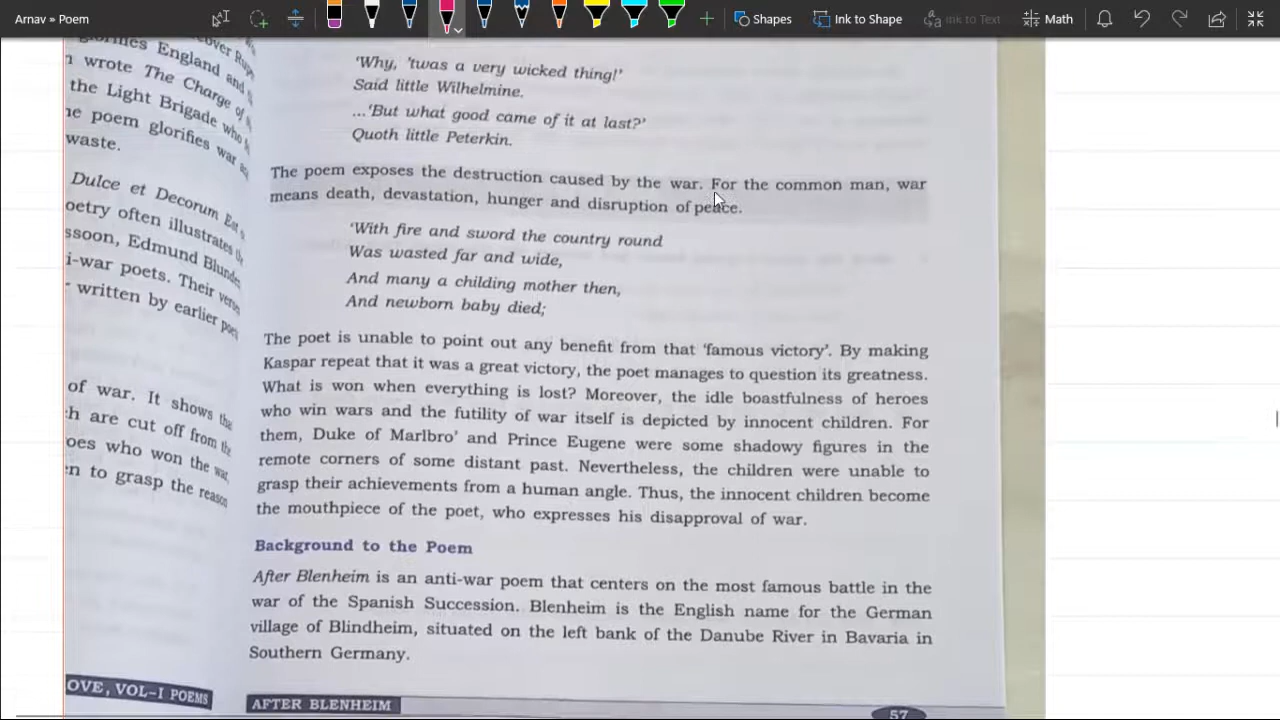 Arnav » Poem
Shapes
Ink to Shape
Ink to Text
Math
glorifies England and
wrote The Charge of
the Light Brigade who
he poem glorifies war
waste.
Dulce et Decorum Est
oetry often illustrates
ssoon, Edmund Blunden
i-war poets. Their verse
written by earlier poets
of war. It shows the
ch are cut off from the
oes who won the war,
en to grasp the reason
OVE, VOL-I POEMS
'Why, 'twas a very wicked thing!'
Said little Wilhelmine.
...'But what good came of it at last?'
Quoth little Peterkin.
The poem exposes the destruction caused by the war. For the common man, war
means death, devastation, hunger and disruption of peace.
'With fire and sword the country round
Was wasted far and wide,
And many a childing mother then,
And newborn baby died;
The poet is unable to point out any benefit from that 'famous victory'. By making
Kaspar repeat that it was a great victory, the poet manages to question its greatness.
What is won when everything is lost? Moreover, the idle boastfulness of heroes
who win wars and the futility of war itself is depicted by innocent children. For
them, Duke of Marlbro' and Prince Eugene were some shadowy figures in the
remote corners of some distant past. Nevertheless, the children were unable to
grasp their achievements from a human angle. Thus, the innocent children become
the mouthpiece of the poet, who expresses his disapproval of war.
Background to the Poem
After Blenheim is an anti-war poem that centers on the most famous battle in the
war of the Spanish Succession. Blenheim is the English name for the German
village of Blindheim, situated on the left bank of the Danube River in Bavaria in
Southern Germany.
AFTER BLENHEIM
57